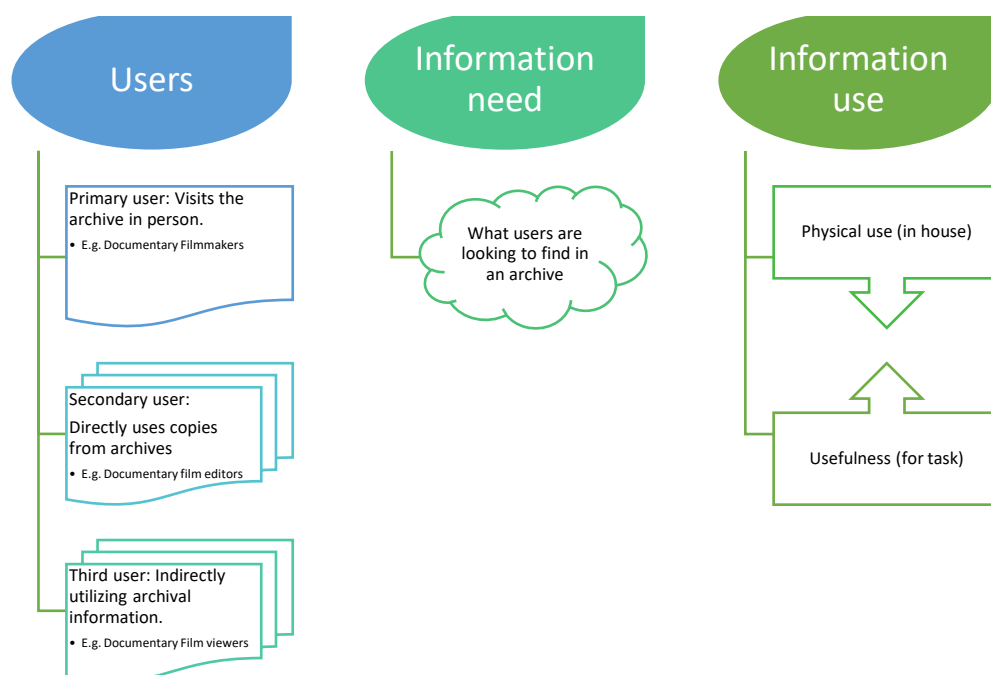 Users
Primary user: Visits the
archive in person.
• E.g. Documentary Filmmakers
Secondary user:
Directly uses copies
from archives
• E.g. Documentary film editors
Third user: Indirectly
utilizing archival
information.
• E.g. Documentary Film viewers
Information
need
What users are
looking to find in
an archive
Information
use
Physical use (in house)
Usefulness (for task)